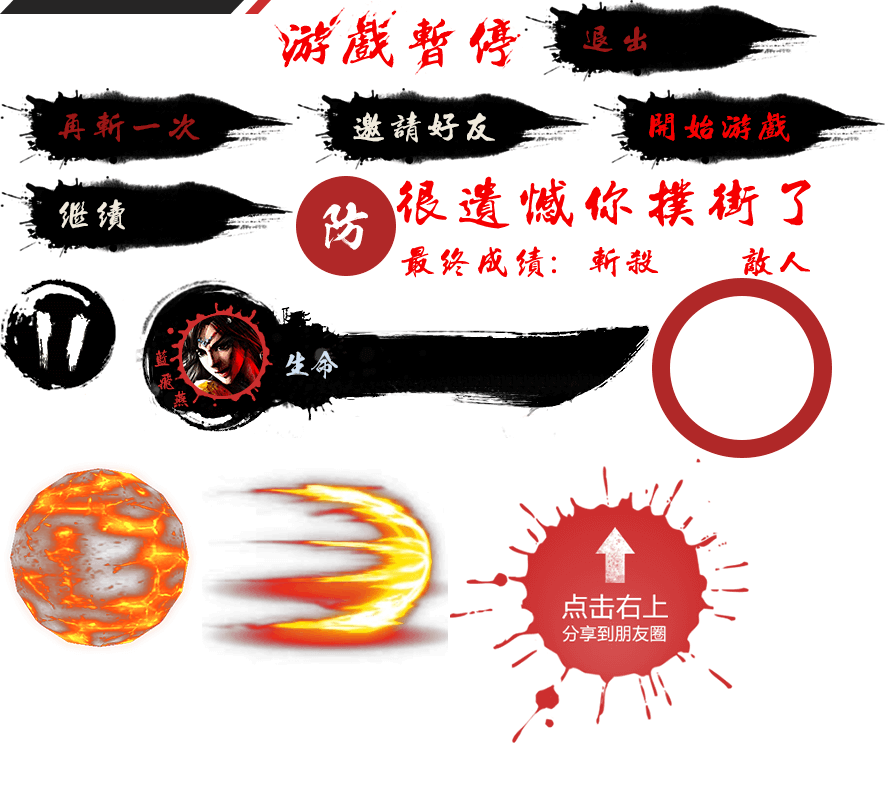 游戲暫停
退出
再斬一次
邀請好友
開始游戲
继續
防
很遺憾你撲街了
最终成績：斬殺 敵人
藍飛燕
生命
点击右上
分享到朋友圈